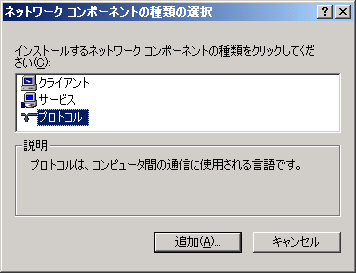 ネットワーク コンポーネントの種類の選択
インストールするネットワーク コンポーネントの種類をクリックしてくだ
さい(C):
クライアント
サービス
プロトコル
説明
プロトコルは、コンピュータ間の通信に使用される言語です。
追加(A)...
キャンセル